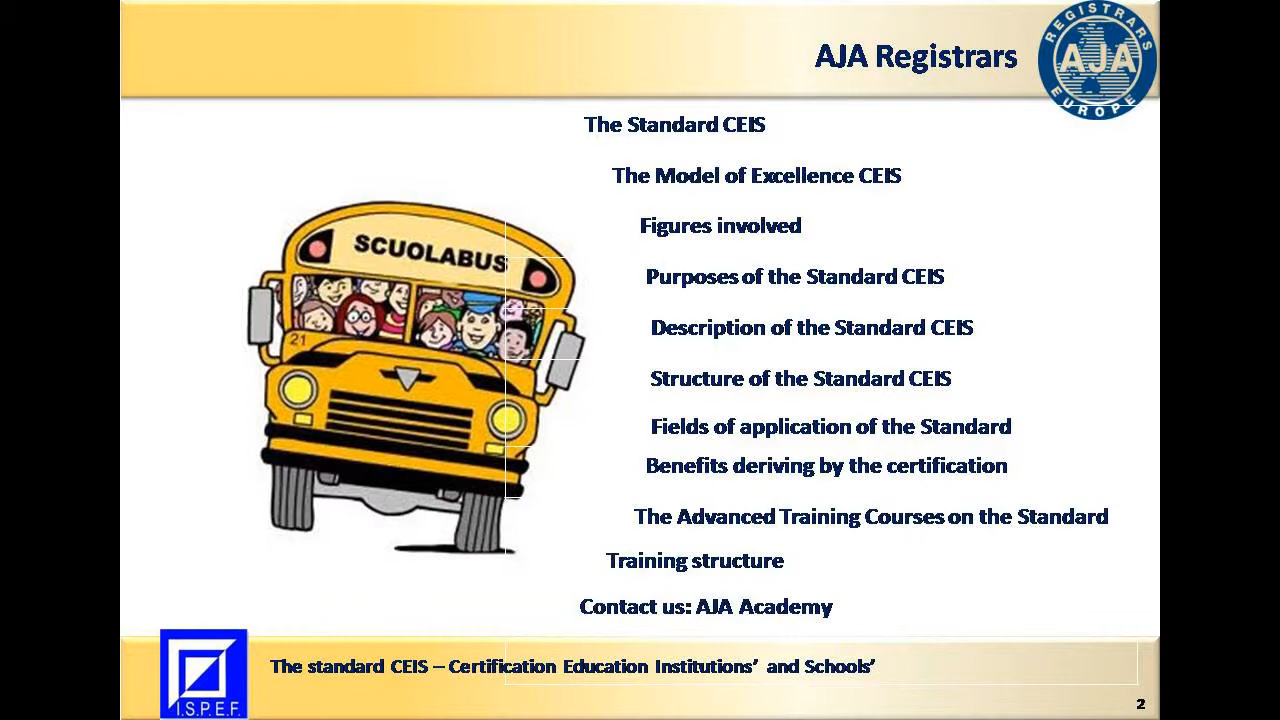 AJA Registrars
REGISTRARS
AJA
EUROPE
The Standard CEIS
The Model of Excellence CEIS
Figures involved
SCUOLABUS
Purposes of the Standard CEIS
Description of the Standard CEIS
21
Structure of the Standard CEIS
Fields of application of the Standard
Benefits deriving by the certification
The Advanced Training Courses on the Standard
Training structure
Contact us: AJA Academy
The standard CEIS – Certification Education Institutions’ and Schools’
I.S.P.E.F.
2